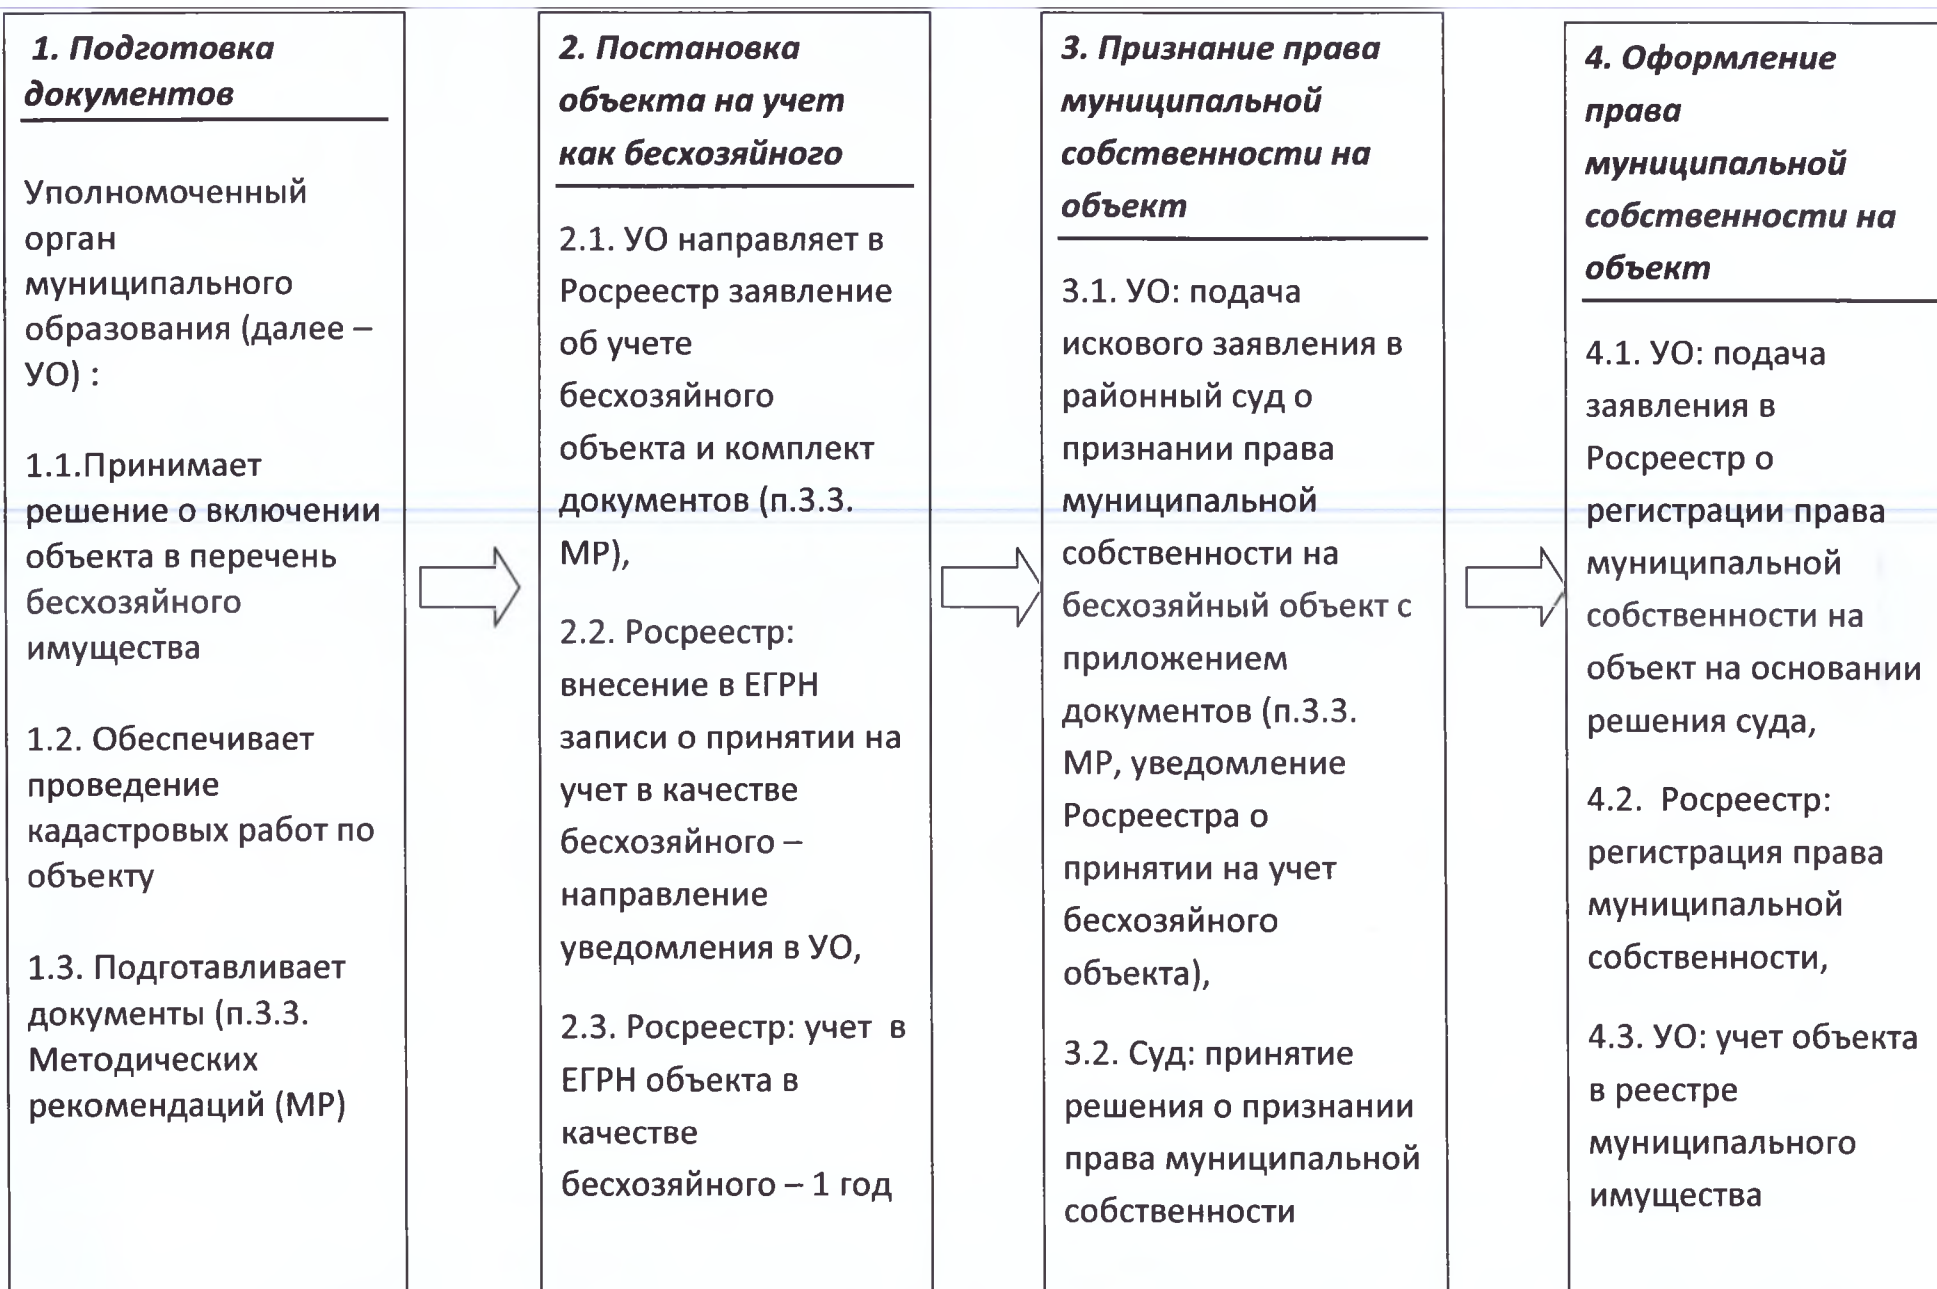 1. Подготовка
документов
Уполномоченный
орган
муниципального
образования (далее –
УО) :
1.1.Принимает
решение о включении
объекта в перечень
бесхозяйного
имущества
1.2. Обеспечивает
проведение
кадастровых работ по
объекту
1.3. Подготавливает
документы (п.3.3.
Методических
рекомендаций (МР)
2. Постановка
объекта на учет
как бесхозяйного
2.1. УО направляет в
Росреестр заявление
об учете
бесхозяйного
объекта и комплект
документов (п.3.3.
МР),
2.2. Росреестр:
внесение в ЕГРН
записи о принятии на
учет в качестве
бесхозяйного –
направление
уведомления в УО,
2.3. Росреестр: учет в
ЕГРН объекта в
качестве
бесхозяйного – 1 год
3. Признание права
муниципальной
собственности на
объект
3.1. УО: подача
искового заявления в
районный суд о
признании права
муниципальной
собственности на
бесхозяйный объект с
приложением
документов (п.3.3.
МР, уведомление
Росреестра о
принятии на учет
бесхозяйного
объекта),
3.2. Суд: принятие
решения о признании
права муниципальной
собственности
4. Оформление
права
муниципальной
собственности на
объект
4.1. УО: подача
заявления в
Росреестр о
регистрации права
муниципальной
собственности на
объект на основании
решения суда,
4.2. Росреестр:
регистрация права
муниципальной
собственности,
4.3. УО: учет объекта
в реестре
муниципального
имущества